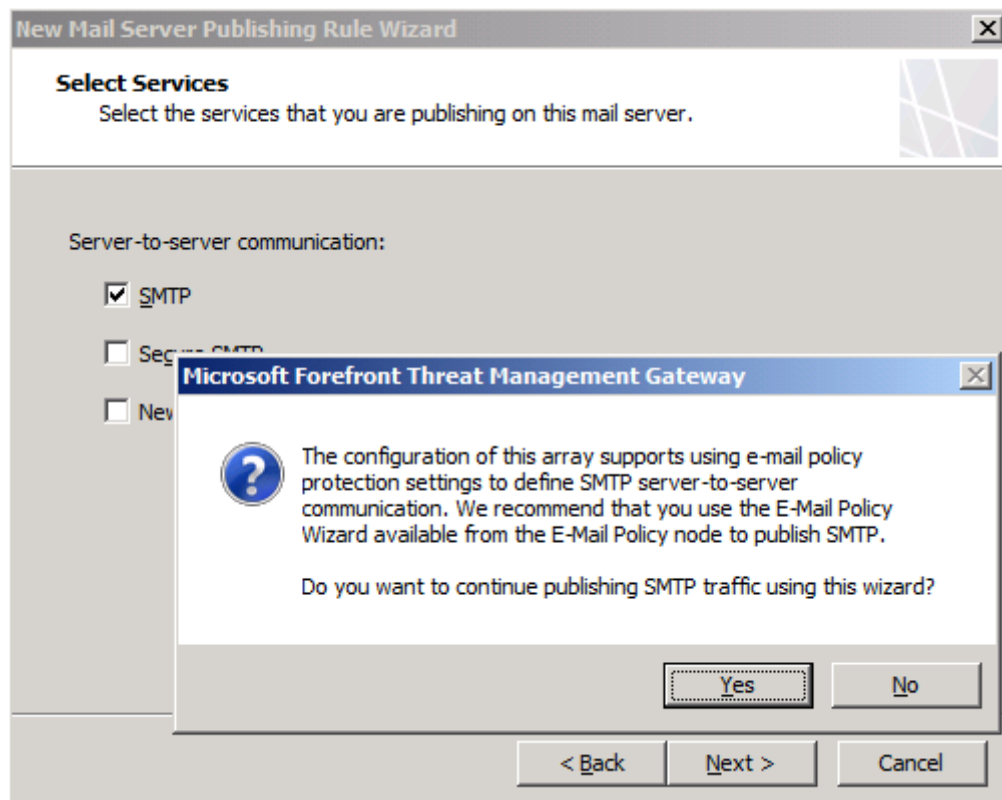 New Mail Server Publishing Rule Wizard
Select Services
Select the services that you are publishing on this mail server.
Server-to-server communication:
SMTP
Microsoft Forefront Threat Management Gateway
The configuration of this array supports using e-mail policy
protection settings to define SMTP server-to-server
communication. We recommend that you use the E-Mail Policy
Wizard available from the E-Mail Policy node to publish SMTP.
Do you want to continue publishing SMTP traffic using this wizard?
Yes
No
< Back
Next >
Cancel